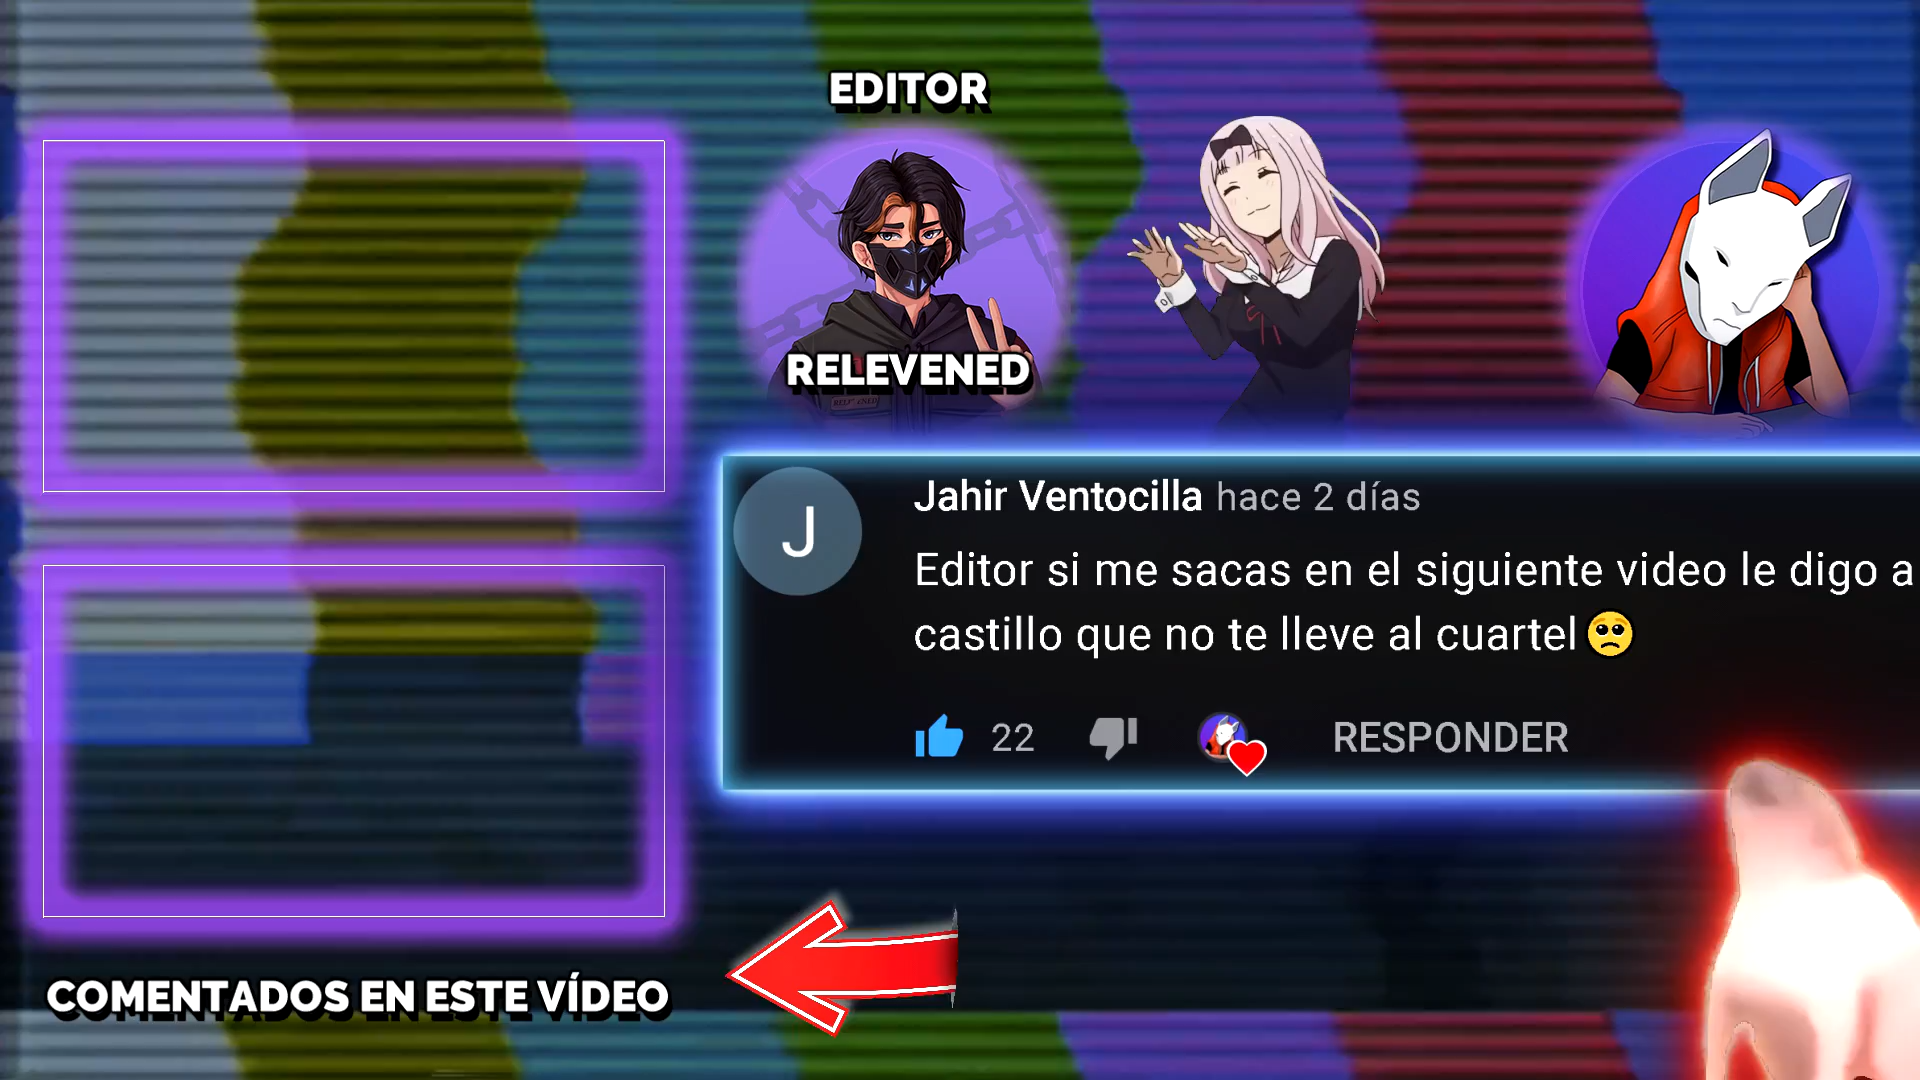 EDITOR
RELEVENED
J
Jahir Ventocilla hace 2 días
Editor si me sacas en el siguiente video le digo a
castillo que no te lleve al cuartel🥺
22
RESPONDER
COMENTADOS EN ESTE VÍDEO